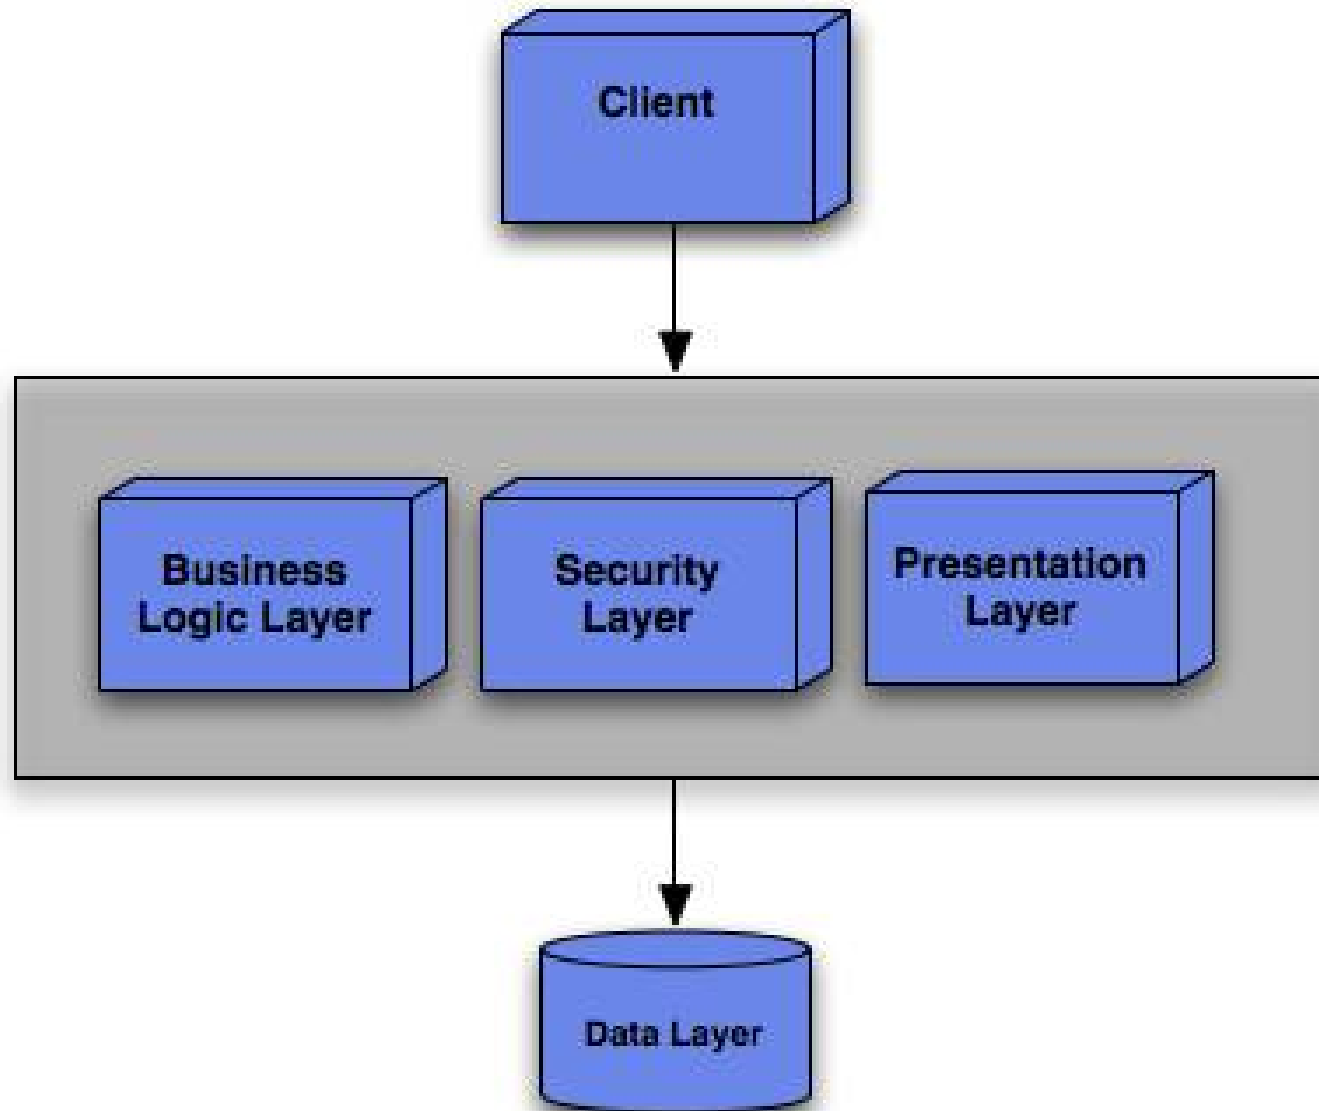 Client
Business
Logic Layer
Security
Layer
Presentation
Layer
Data Layer